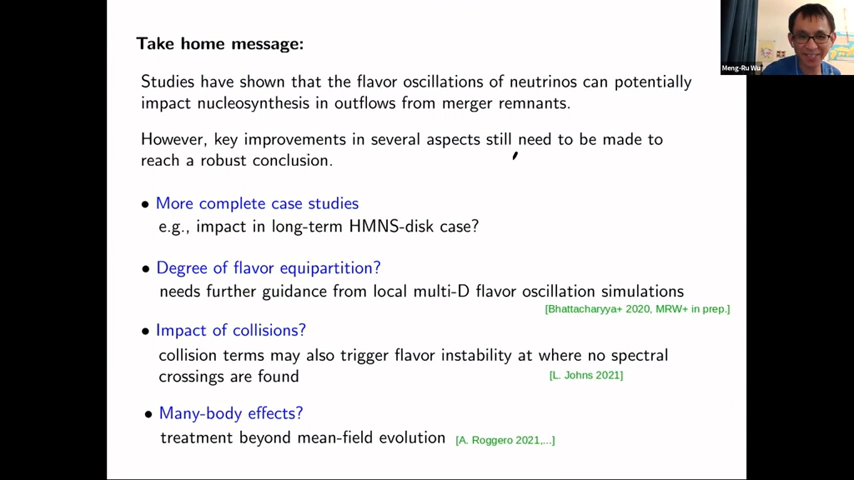 Take home message:
Meng-Ru Wu
Studies have shown that the flavor oscillations of neutrinos can potentially
impact nucleosynthesis in outflows from merger remnants.
However, key improvements in several aspects still need to be made to
reach a robust conclusion.
• More complete case studies
e.g., impact in long-term HMNS-disk case?
• Degree of flavor equipartition?
needs further guidance from local multi-D flavor oscillation simulations
[Bhattacharyya+ 2020, MRW+ in prep.]
• Impact of collisions?
collision terms may also trigger flavor instability at where no spectral
crossings are found [L. Johns 2021]
• Many-body effects?
treatment beyond mean-field evolution [A. Roggero 2021,...]